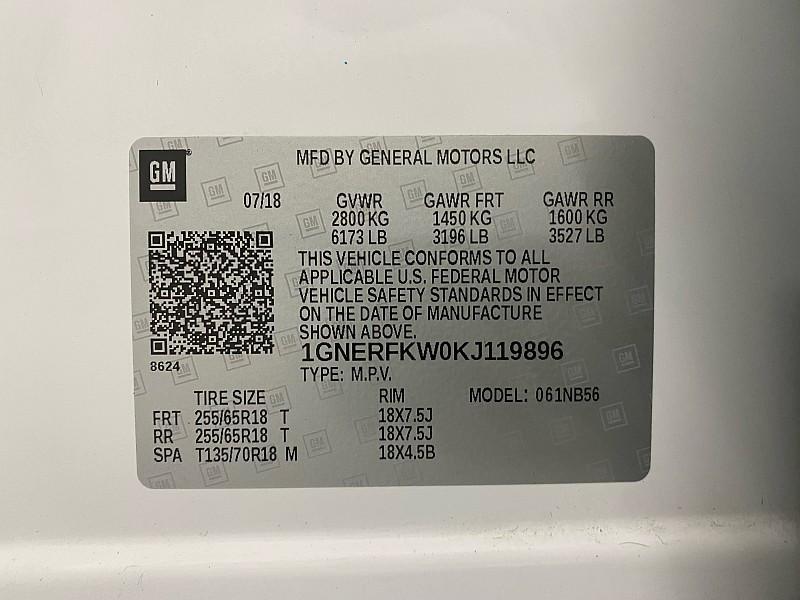 GM
MFD BY GENERAL MOTORS LLC
07/18 GVWR GAWR FRT GAWR RR
2800 KG 1450 KG 1600 KG
6173 LB 3196 LB 3527 LB
THIS VEHICLE CONFORMS TO ALL
APPLICABLE U.S. FEDERAL MOTOR
VEHICLE SAFETY STANDARDS IN EFFECT
ON THE DATE OF MANUFACTURE
SHOWN ABOVE.
1GNERFKW0KJ119896
8624
TYPE: M.P.V.
TIRE SIZE RIM MODEL: 061NB56
FRT 255/65R18 T 18X7.5J
RR 255/65R18 T 18X7.5J
SPA T135/70R18 M 18X4.5B